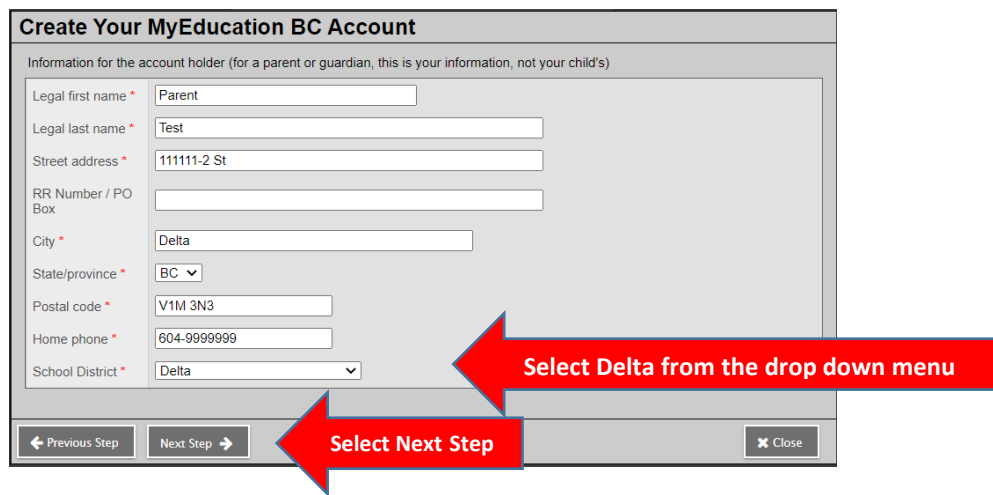 Create Your MyEducation BC Account
Information for the account holder (for a parent or guardian, this is your information, not your child's)
Legal first name * Parent
Legal last name * Test
Street address * 111111-2 St
RR Number / PO
Box
City * Delta
State/province * BC
Postal code * V1M 3N3
Home phone * 604-9999999
School District * Delta
Select Delta from the drop down menu
Previous Step Next Step Select Next Step Close